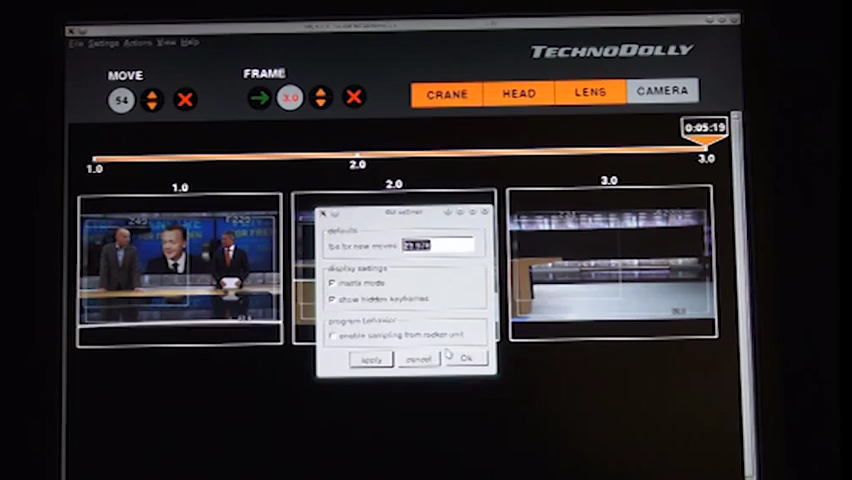 File Settings Actions View Help
TECHNODOLLY
MOVE
FRAME
54
3.0
CRANE
HEAD
LENS
CAMERA
0:05:19
1.0
2.0
3.0
1.0
2.0
3.0
defaults
fps for new moves
display settings
matte mode
show hidden keyframes
program behavior
enable sampling from rocker unit
apply
cancel
Ok